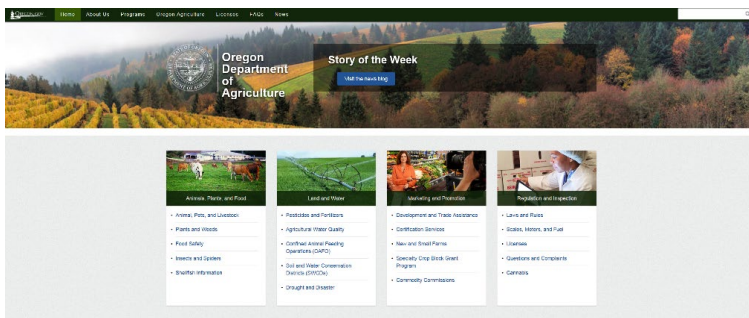 Home About Us Programs Oregon Agriculture Licenses FAQs News
Oregon
Department
of
Agriculture
Story of the Week
Visit the news blog
Animals, Plants, and Food
Animal, Pets, and Livestock
Plants and Weeds
Food Safety
Insects and Spiders
Shellfish Information
Land and Water
Pesticides and Fertilizers
Agricultural Water Quality
Confined Animal Feeding
Operations (CAFO)
Soil and Water Conservation
Districts (SWCDs)
Drought and Disaster
Marketing and Promotion
Development and Trade Assistance
Certification Services
New and Small Farms
Specialty Crop Block Grant
Program
Commodity Commissions
Regulation and Inspection
Laws and Rules
Scales, Meters, and Fuel
Licenses
Questions and Complaints
Cannabis